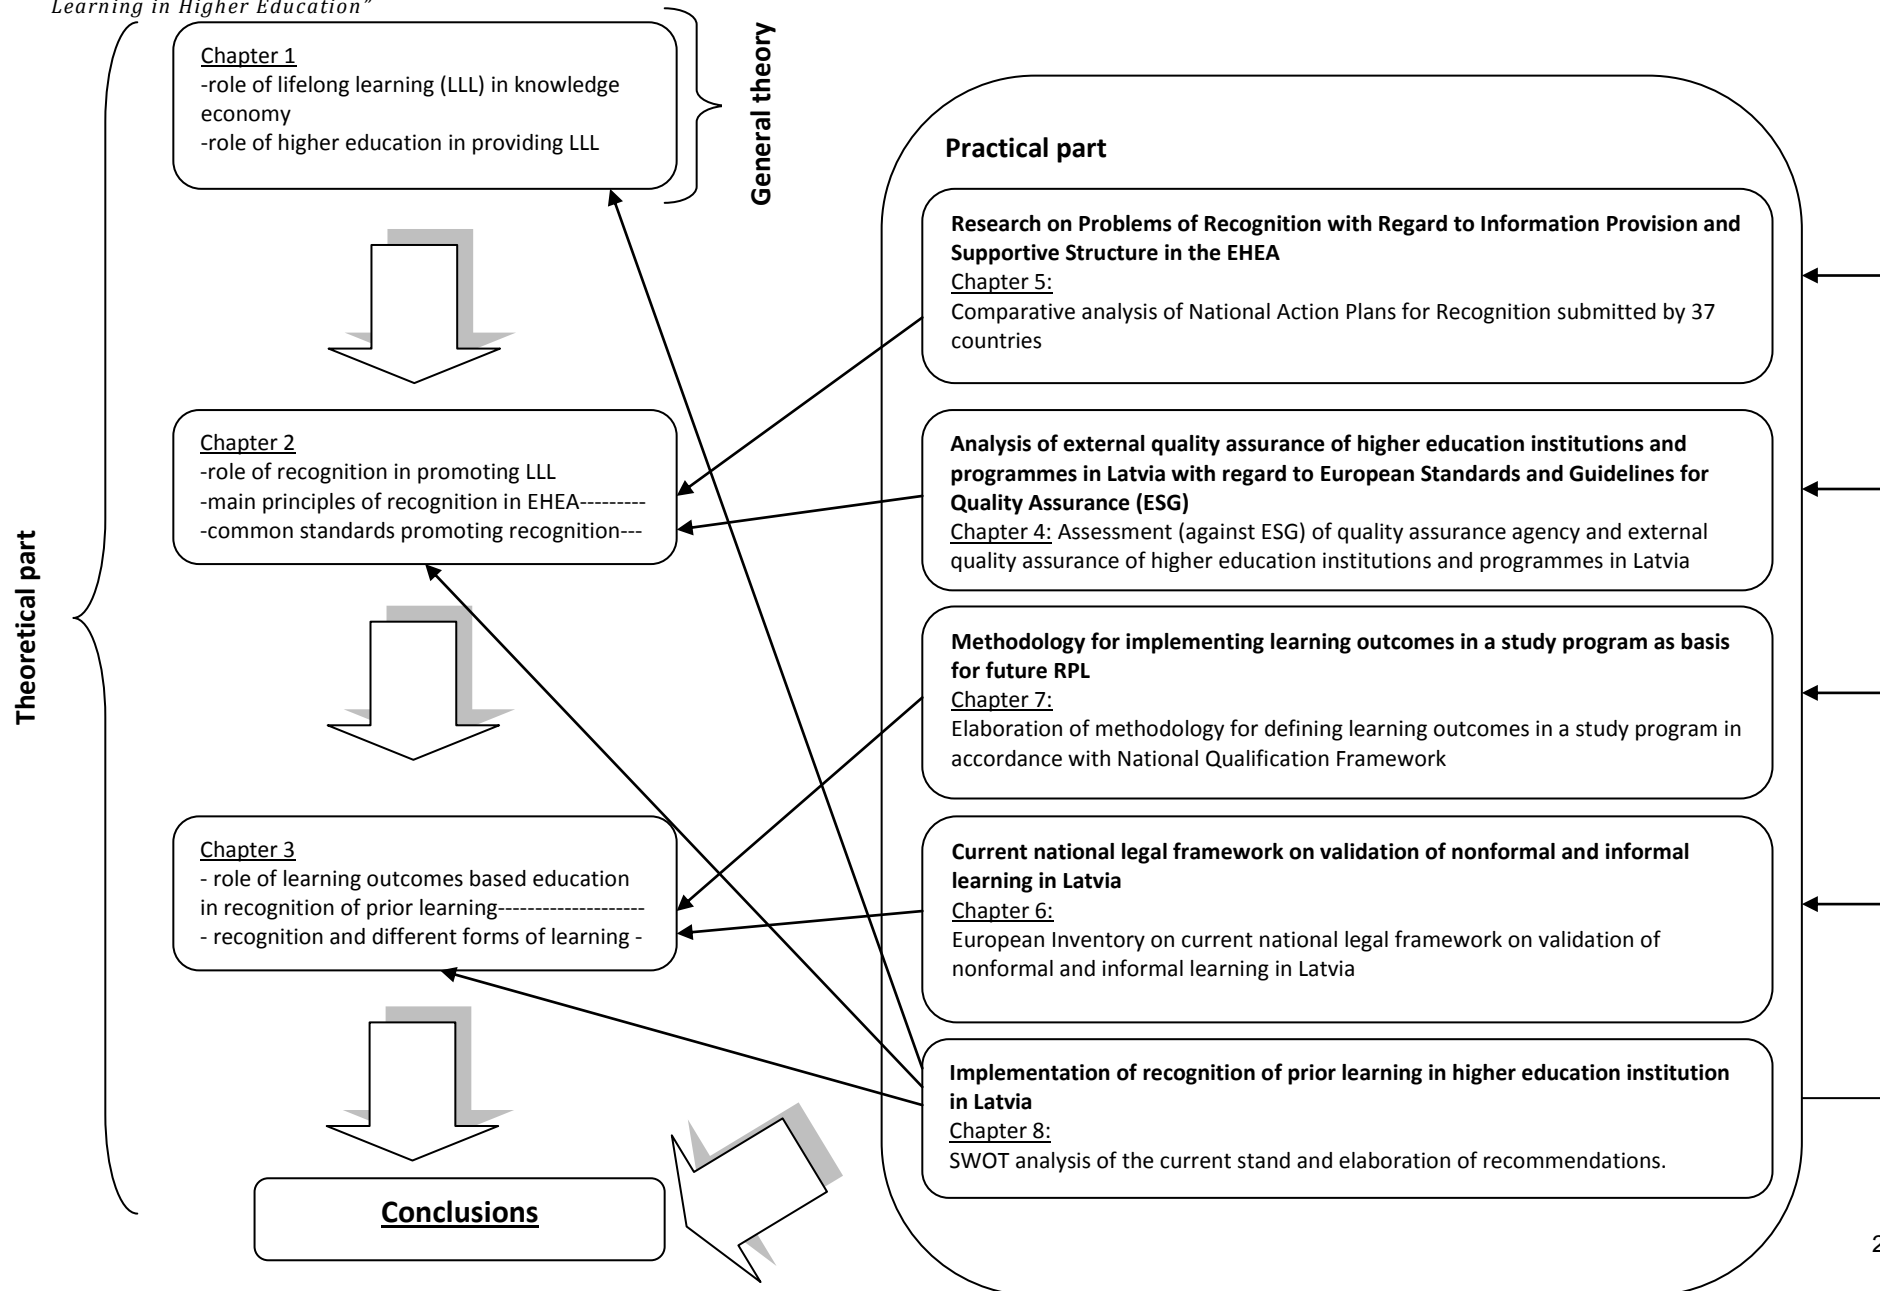 Learning in Higher Education”
Theoretical part
Chapter 1
-role of lifelong learning (LLL) in knowledge
economy
-role of higher education in providing LLL
General theory
Chapter 2
-role of recognition in promoting LLL
-main principles of recognition in EHEA---------
-common standards promoting recognition---
Chapter 3
- role of learning outcomes based education
in recognition of prior learning--------------------
- recognition and different forms of learning -
Conclusions
Practical part
Research on Problems of Recognition with Regard to Information Provision and
Supportive Structure in the EHEA
Chapter 5:
Comparative analysis of National Action Plans for Recognition submitted by 37
countries
Analysis of external quality assurance of higher education institutions and
programmes in Latvia with regard to European Standards and Guidelines for
Quality Assurance (ESG)
Chapter 4: Assessment (against ESG) of quality assurance agency and external
quality assurance of higher education institutions and programmes in Latvia
Methodology for implementing learning outcomes in a study program as basis
for future RPL
Chapter 7:
Elaboration of methodology for defining learning outcomes in a study program in
accordance with National Qualification Framework
Current national legal framework on validation of nonformal and informal
learning in Latvia
Chapter 6:
European Inventory on current national legal framework on validation of
nonformal and informal learning in Latvia
Implementation of recognition of prior learning in higher education institution
in Latvia
Chapter 8:
SWOT analysis of the current stand and elaboration of recommendations.
2